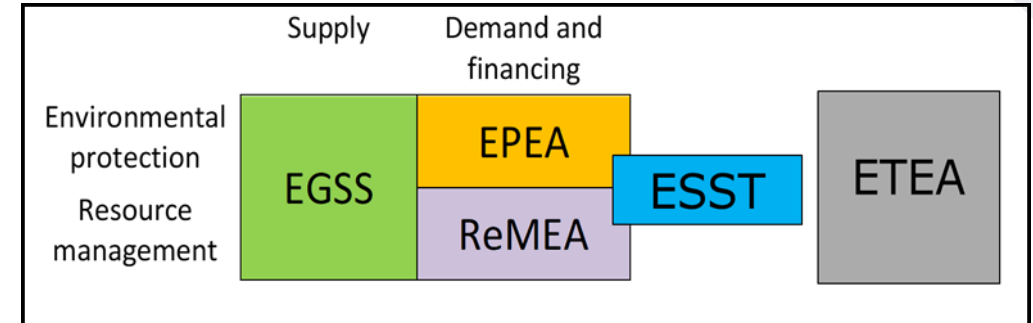 Supply
Demand and
financing
Environmental
protection
Resource
management
EGSS
EPEA
ReMEA
ESST
ETEA